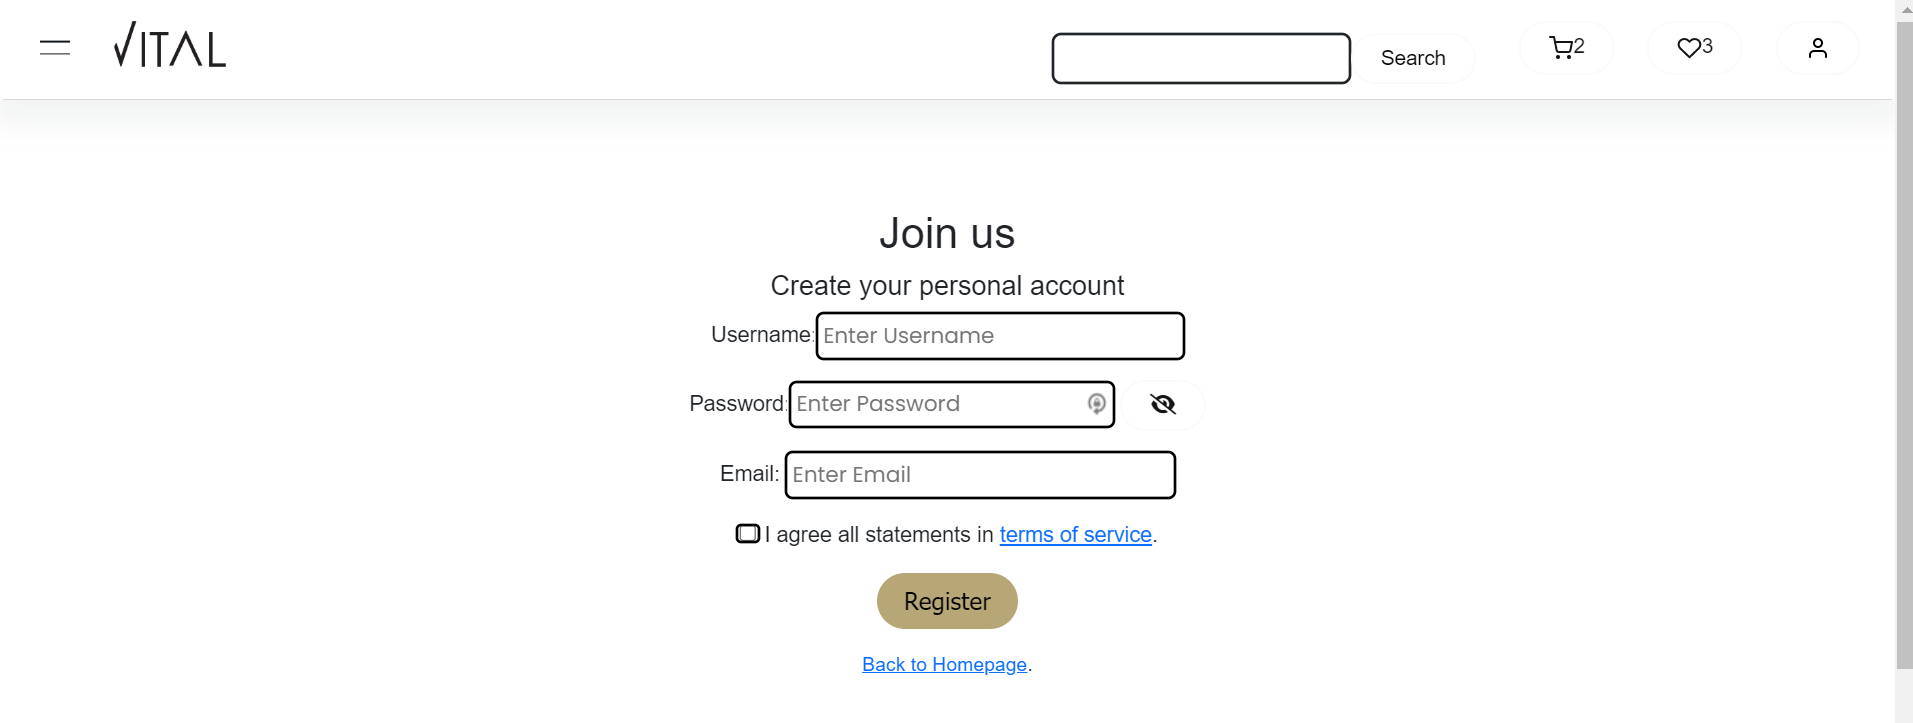 VITAL
Search
2
3
Join us
Create your personal account
Username:
Enter Username
Password:
Enter Password
Email:
Enter Email
I agree all statements in terms of service.
Register
Back to Homepage.